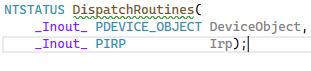 NTSTATUS DispatchRoutines(
    _Inout_ PDEVICE_OBJECT DeviceObject,
    _Inout_ PIRP           Irp);